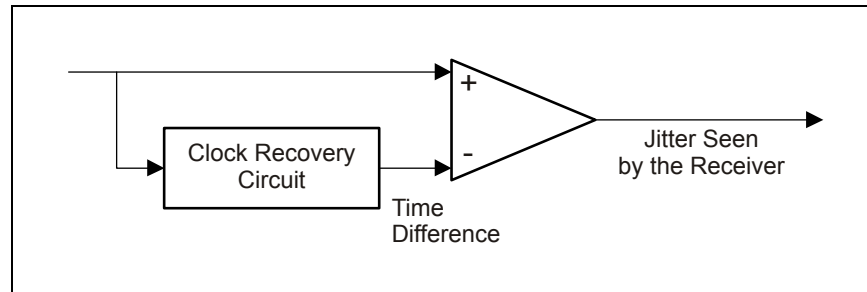 +
Clock Recovery
Circuit
-
Time
Difference
Jitter Seen
by the Receiver